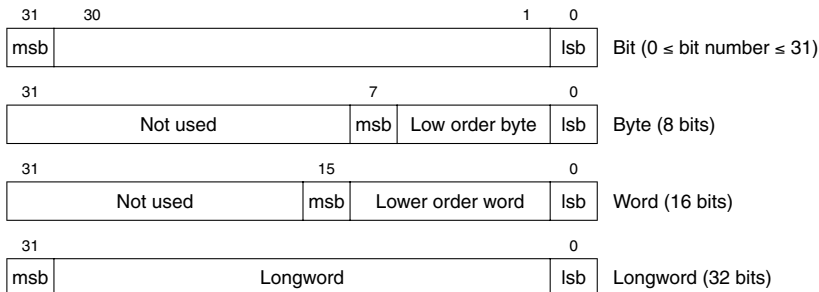 31 30 1 0
msb lsb Bit (0 ≤ bit number ≤ 31)
31 7 0
Not used msb Low order byte lsb Byte (8 bits)
31 15 0
Not used msb Lower order word lsb Word (16 bits)
31 0
msb Longword lsb Longword (32 bits)